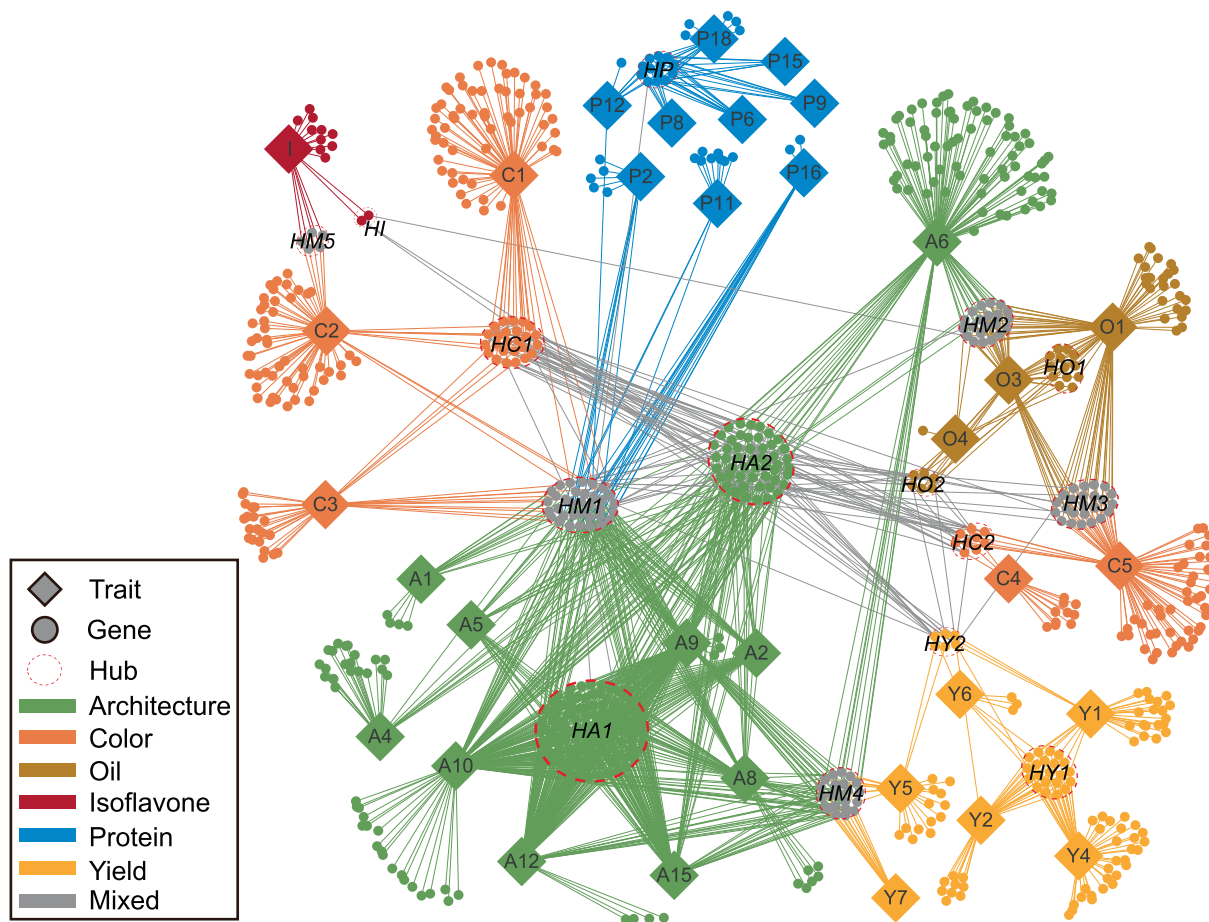 P18
HP
P15
P12
P9
P8
P6
I
C1
P2
P11
P16
HI
HM5
A6
C2
HC1
HM2
O1
HO1
O3
O4
HA2
HO2
C3
HM1
HM3
HC2
C4
C5
A1
A5
A9
A2
HY2
Y6
Y1
A4
HA1
A10
A8
HM4
Y5
HY1
Y2
A12
A15
Y4
Y7
Trait
Gene
Hub
Architecture
Color
Oil
Isoflavone
Protein
Yield
Mixed